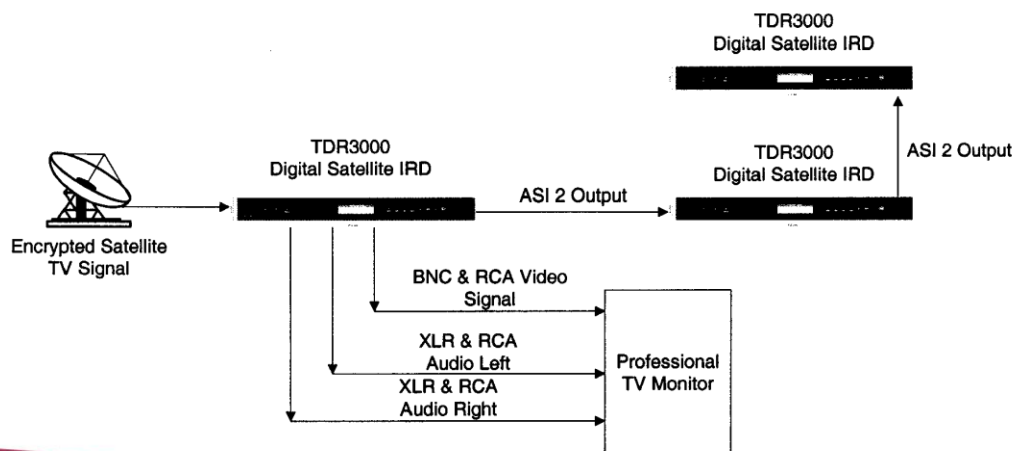 TDR3000
Digital Satellite IRD
TDR3000
Digital Satellite IRD
ASI 2 Output
TDR3000
Digital Satellite IRD
ASI 2 Output
Encrypted Satellite
TV Signal
BNC & RCA Video
Signal
XLR & RCA
Audio Left
XLR & RCA
Audio Right
Professional
TV Monitor